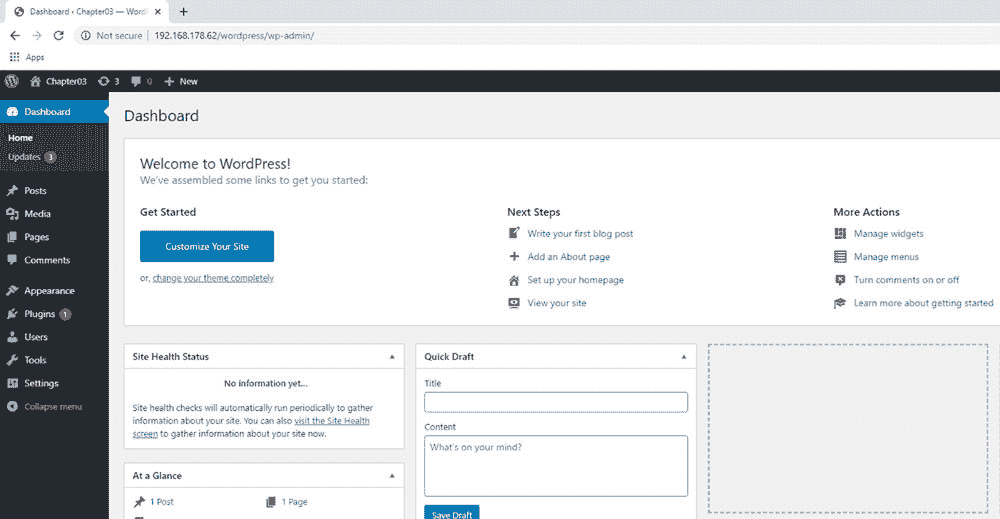 Dashboard ‹ Chapter03 — WordP
Not secure | 192.168.178.62/wordpress/wp-admin/
Apps
Chapter03 3 0 New
Dashboard
Home
Updates 3
Posts
Media
Pages
Comments
Appearance
Plugins 1
Users
Tools
Settings
Collapse menu
Dashboard
Welcome to WordPress!
We've assembled some links to get you started:
Get Started
Customize Your Site
or, change your theme completely
Next Steps
Write your first blog post
Add an About page
Set up your homepage
View your site
More Actions
Manage widgets
Manage menus
Turn comments on or off
Learn more about getting started
Site Health Status
No information yet...
Site health checks will automatically run periodically to gather
information about your site. You can also visit the Site Health
screen to gather information about your site now.
At a Glance
1 Post
1 Page
Quick Draft
Title
Content
What's on your mind?
Save Draft